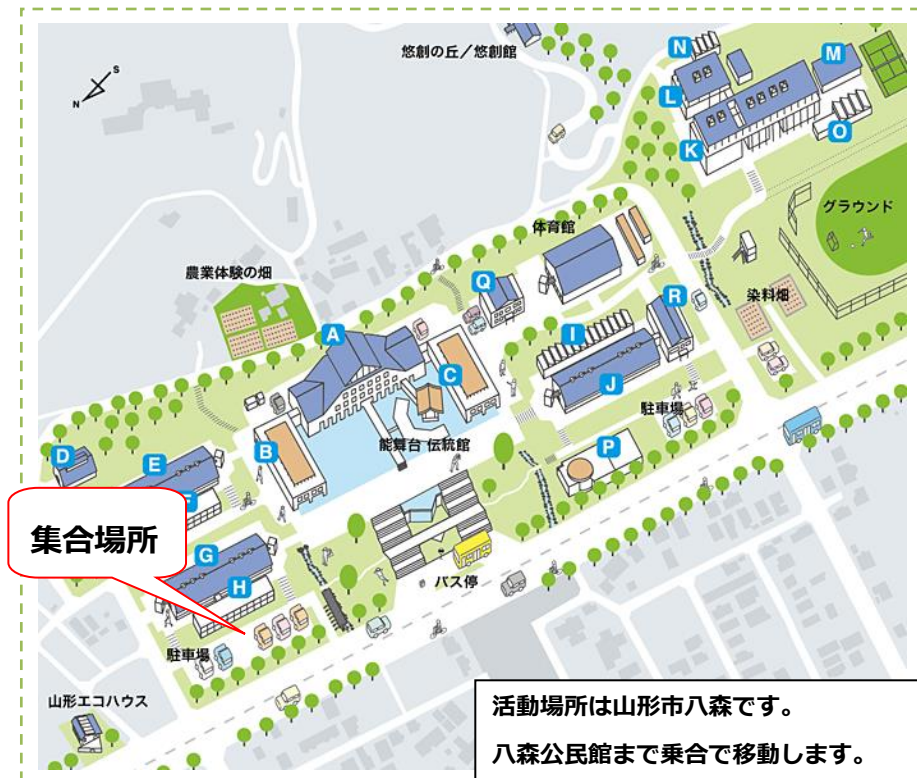 悠創の丘／悠創館
N
M
L
S
N
O
K
グラウンド
体育館
農業体験の畑
Q
R
染料畑
A
I
C
J
駐車場
能舞台 伝統館
B
P
D
E
F
集合場所
G
バス停
H
駐車場
山形エコハウス
活動場所は山形市八森です。
八森公民館まで乗合で移動します。